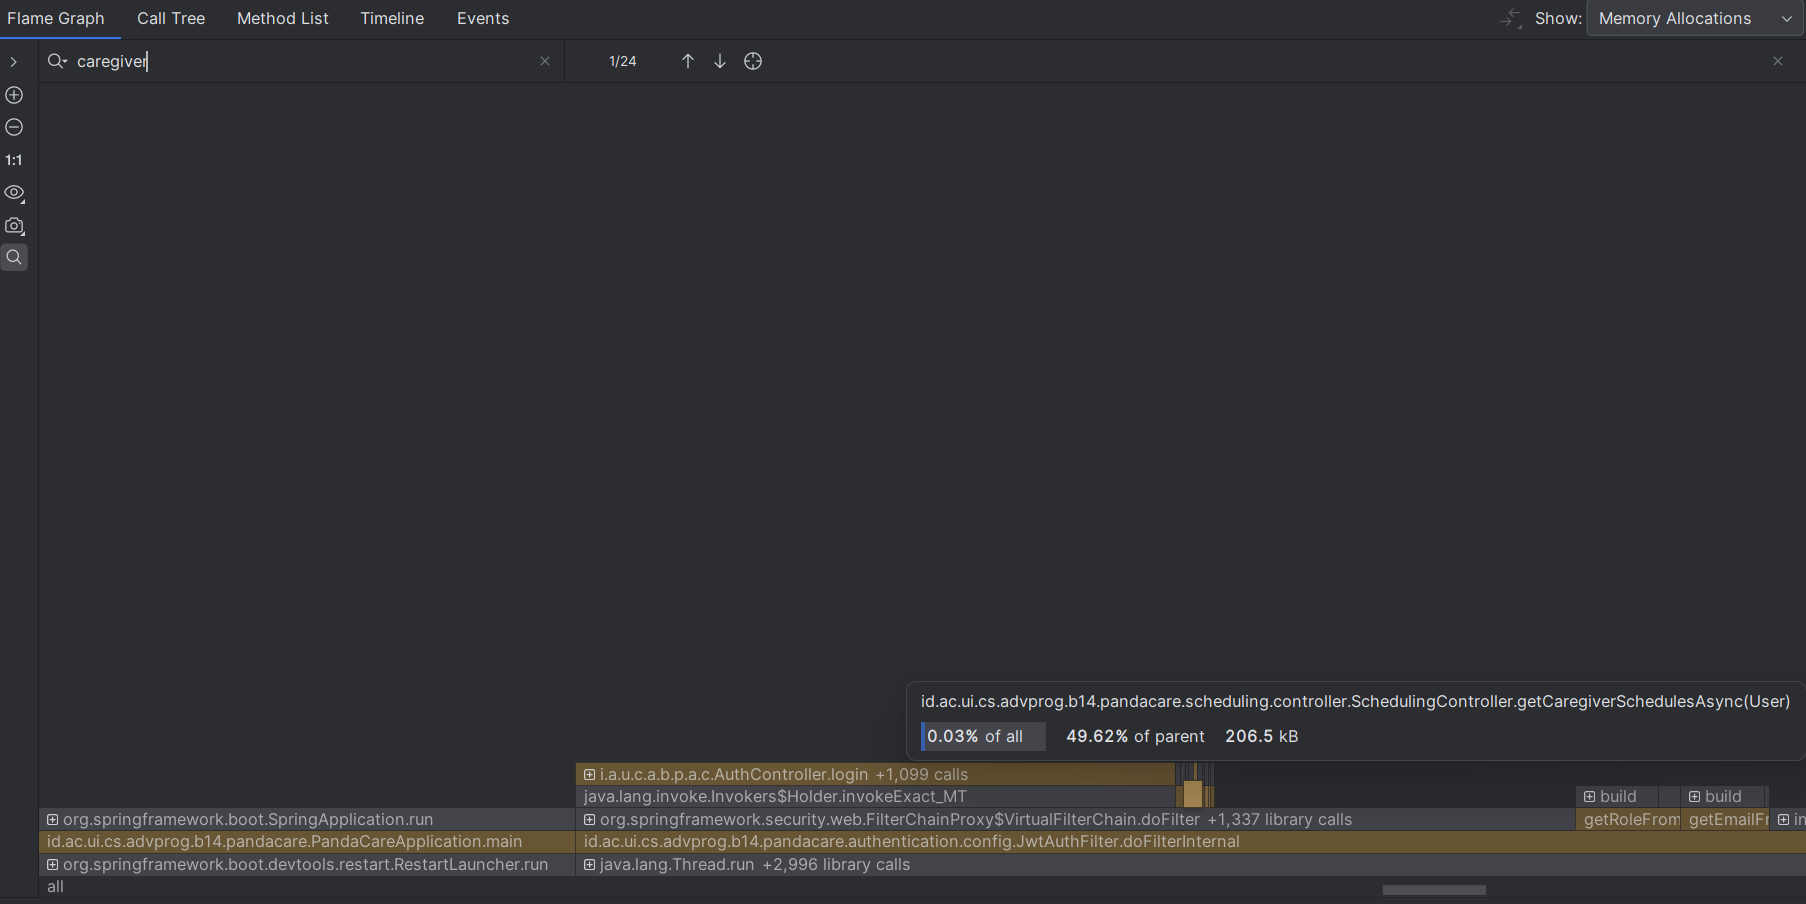 Flame Graph Call Tree Method List Timeline Events Show: Memory Allocations
caregiver 1/24
1:1
id.ac.ui.cs.advprog.b14.pandacare.scheduling.controller.SchedulingController.getCaregiverSchedulesAsync(User)
0.03% of all 49.62% of parent 206.5 kB
i.a.u.c.a.b.p.a.c.AuthController.login +1,099 calls
java.lang.invoke.Invokers$Holder.invokeExact_MT build build
org.springframework.boot.SpringApplication.run org.springframework.security.web.FilterChainProxy$VirtualFilterChain.doFilter +1,337 library calls getRoleFrom getEmailFr in
id.ac.ui.cs.advprog.b14.pandacare.PandaCareApplication.main id.ac.ui.cs.advprog.b14.pandacare.authentication.config.JwtAuthFilter.doFilterInternal
org.springframework.boot.devtools.restart.RestartLauncher.run java.lang.Thread.run +2,996 library calls
all